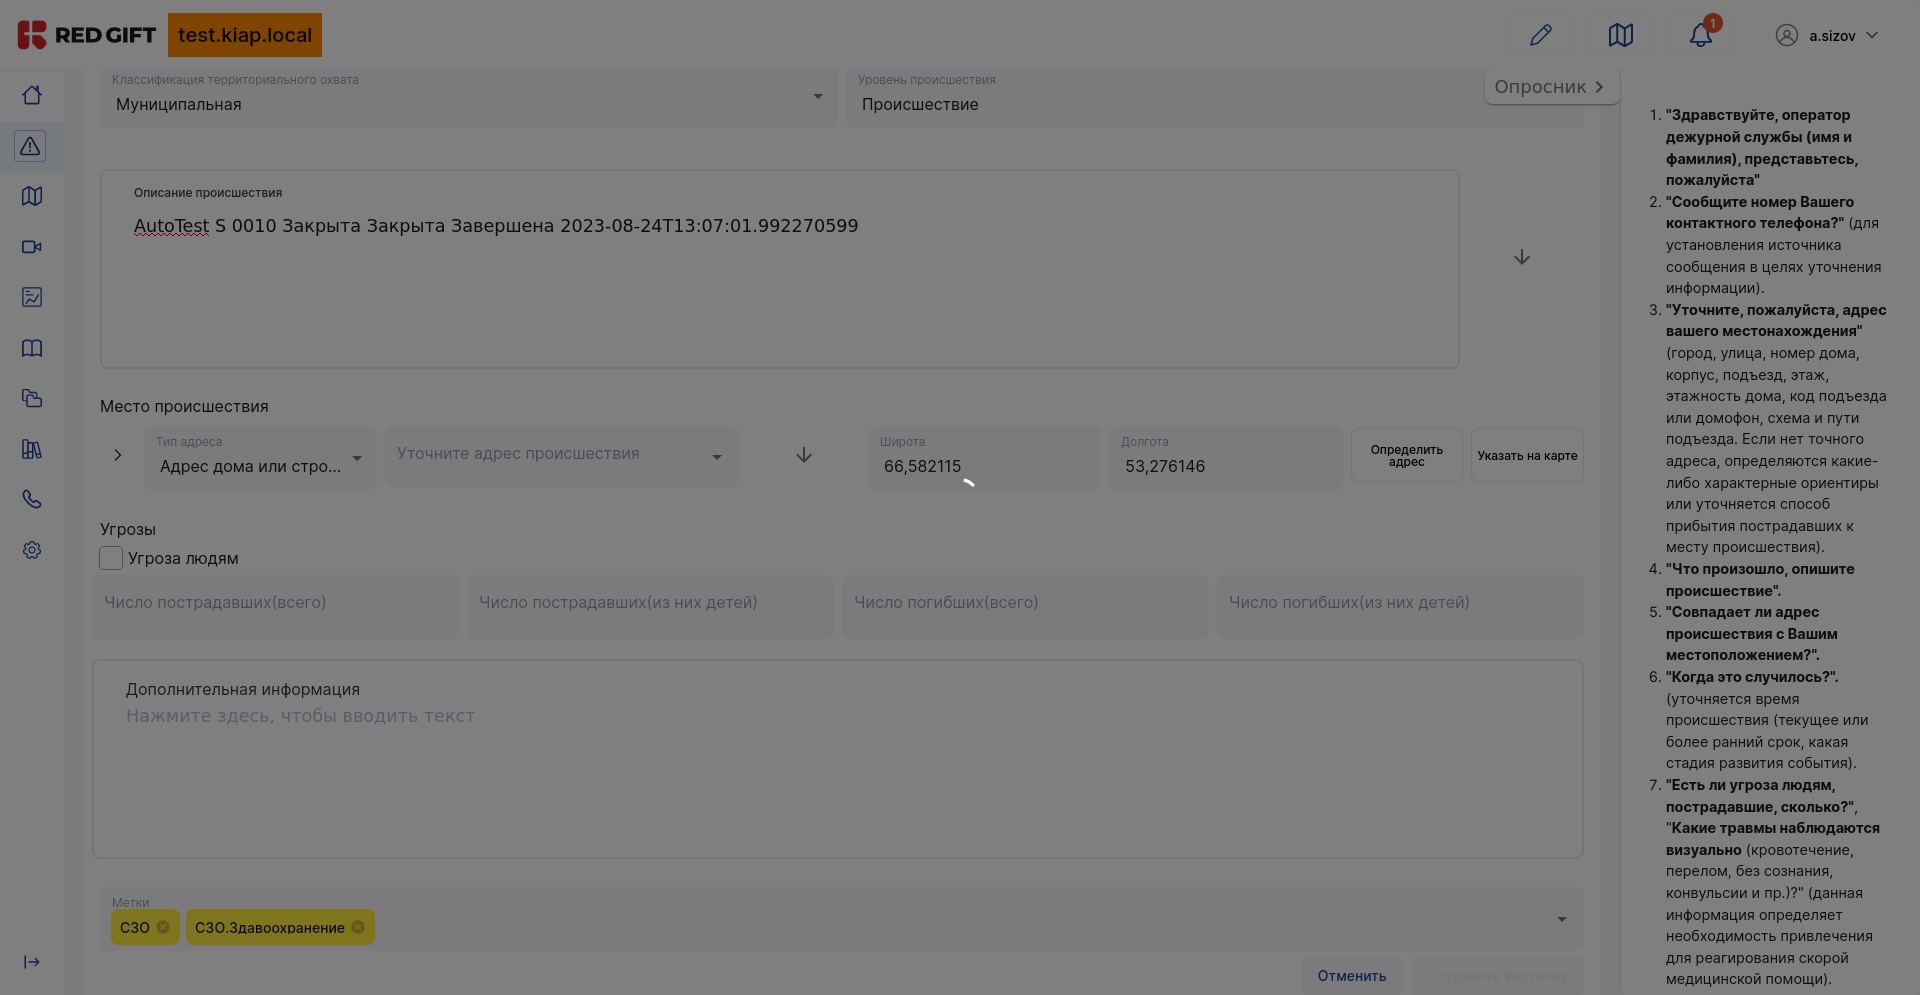 RED GIFT
test.kiap.local
1
a.sizov
Классификация территориального охвата
Муниципальная
Уровень происшествия
Происшествие
Опросник
Описание происшествия
AutoTest S 0010 Закрыта Закрыта Завершена 2023-08-24T13:07:01.992270599
Место происшествия
Тип адреса
Адрес дома или стро...
Уточните адрес происшествия
Широта
66,582115
Долгота
53,276146
Определить
адрес
Указать на карте
Угрозы
Угроза людям
Число пострадавших(всего)
Число пострадавших(из них детей)
Число погибших(всего)
Число погибших(из них детей)
Дополнительная информация
Нажмите здесь, чтобы вводить текст
Метки
СЗО
СЗО.Здавоохранение
Отменить
Сохранить карточку
1. "Здравствуйте, оператор
дежурной службы (имя и
фамилия), представьтесь,
пожалуйста"
2. "Сообщите номер Вашего
контактного телефона?" (для
установления источника
сообщения в целях уточнения
информации).
3. "Уточните, пожалуйста, адрес
вашего местонахождения"
(город, улица, номер дома,
корпус, подъезд, этаж,
этажность дома, код подъезда
или домофон, схема и пути
подъезда. Если нет точного
адреса, определяются какие-
либо характерные ориентиры
или уточняется способ
прибытия пострадавших к
месту происшествия).
4. "Что произошло, опишите
происшествие".
5. "Совпадает ли адрес
происшествия с Вашим
местоположением?".
6. "Когда это случилось?".
(уточняется время
происшествия (текущее или
более ранний срок, какая
стадия развития события).
7. "Есть ли угроза людям,
пострадавшие, сколько?",
"Какие травмы наблюдаются
визуально (кровотечение,
перелом, без сознания,
конвульсии и пр.)?" (данная
информация определяет
необходимость привлечения
для реагирования скорой
медицинской помощи).